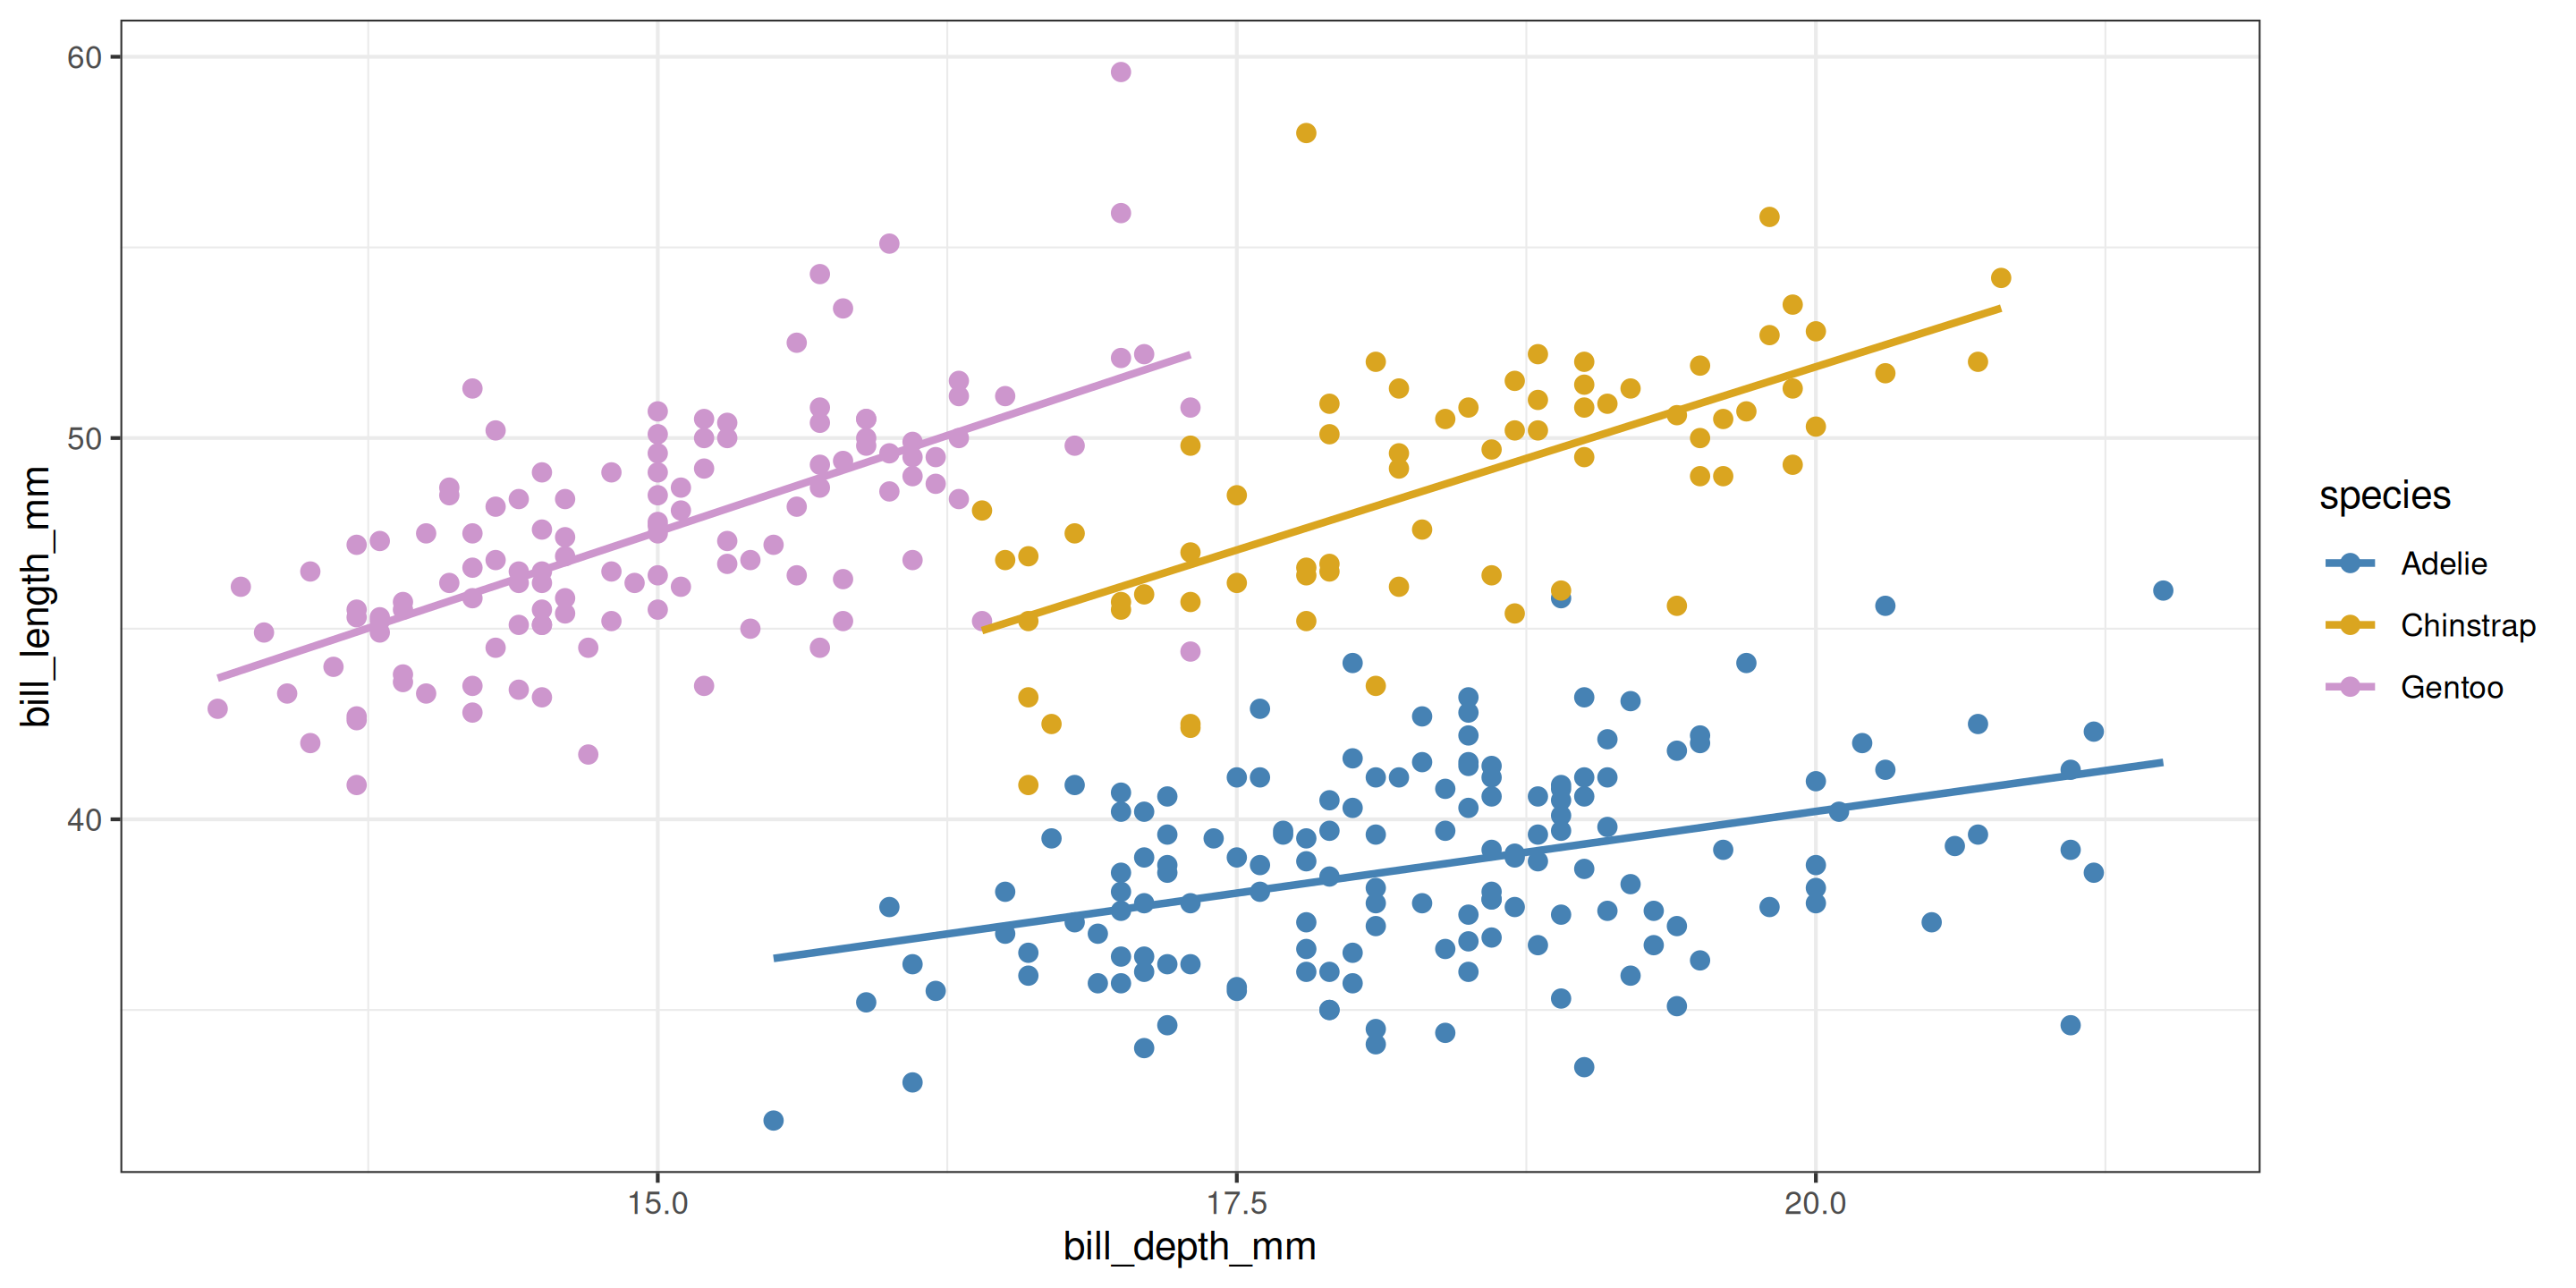 60
50
40
bill_length_mm
15.0 17.5 20.0
bill_depth_mm
species
Adelie
Chinstrap
Gentoo